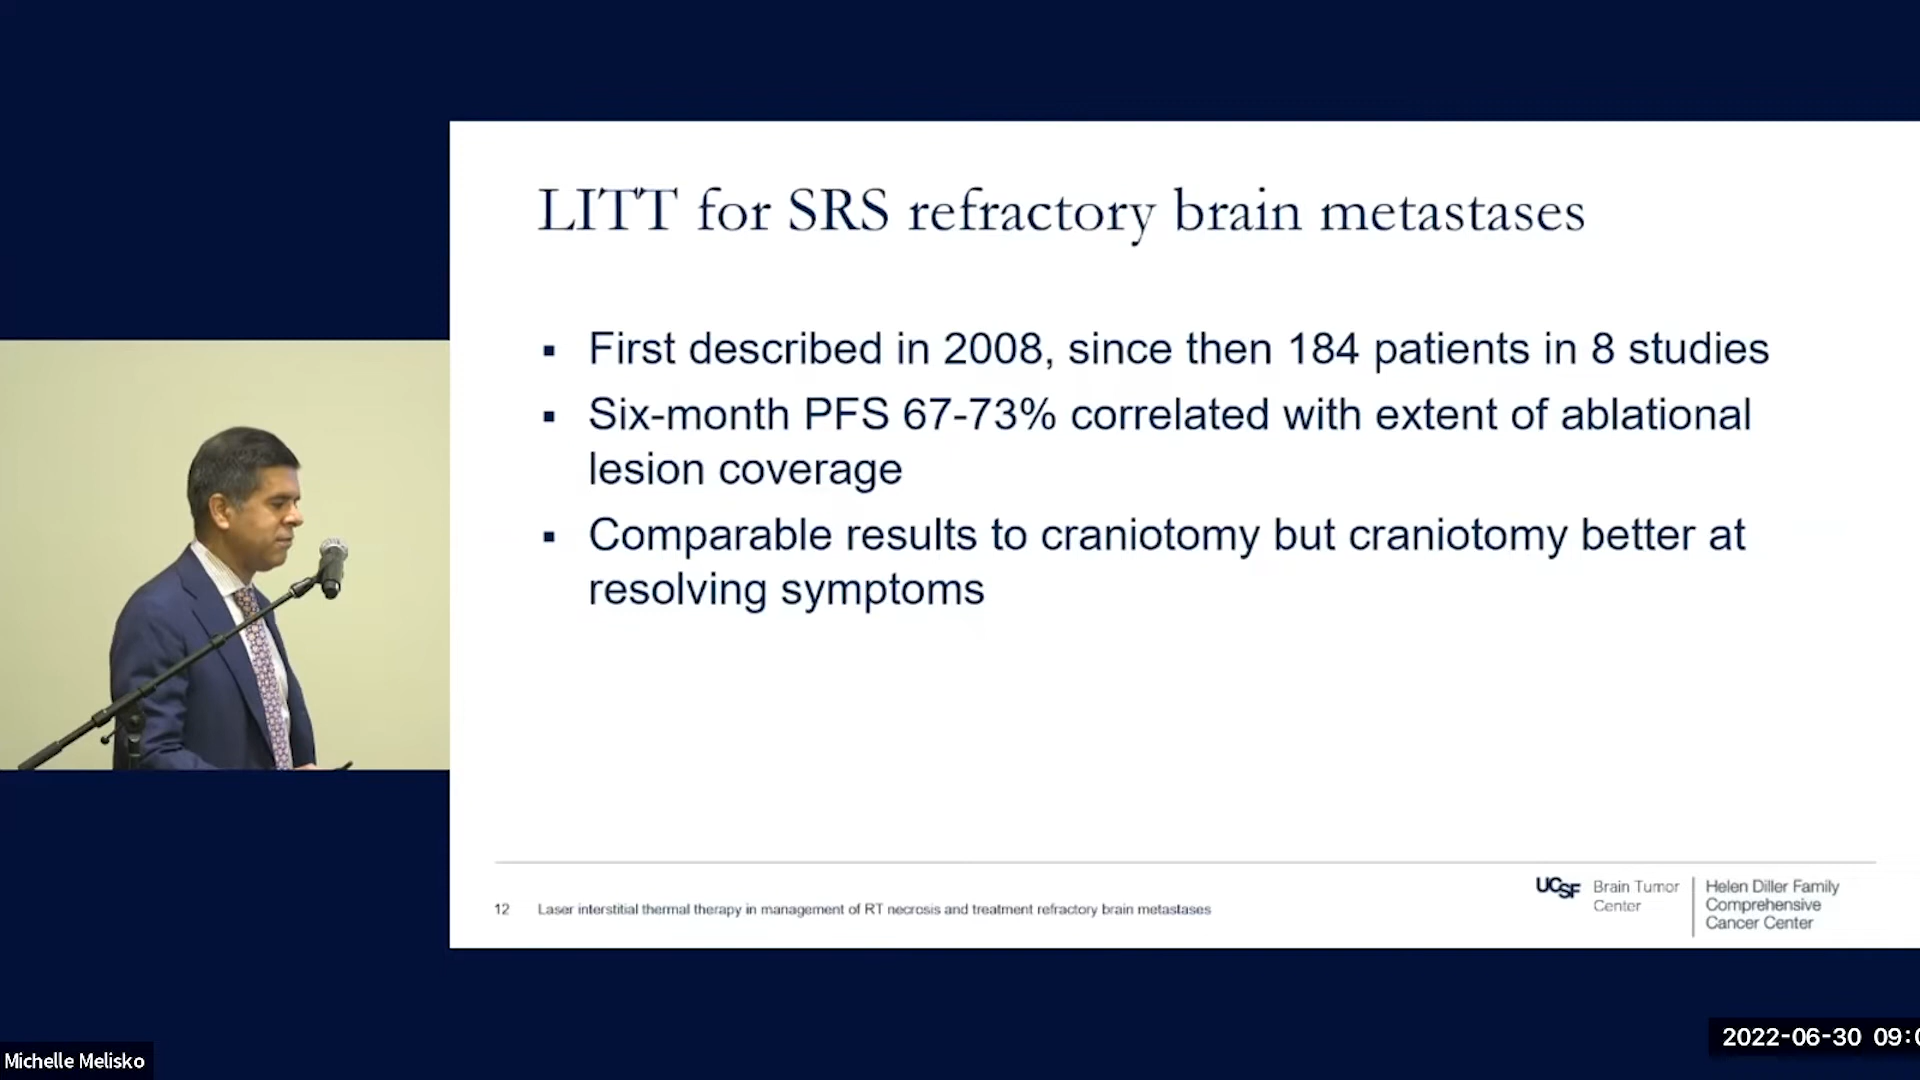 LITT for SRS refractory brain metastases
▪ First described in 2008, since then 184 patients in 8 studies
▪ Six-month PFS 67-73% correlated with extent of ablational
lesion coverage
▪ Comparable results to craniotomy but craniotomy better at
resolving symptoms
12 Laser interstitial thermal therapy in management of RT necrosis and treatment refractory brain metastases
UCSF Brain Tumor
Center
Helen Diller Family
Comprehensive
Cancer Center
Michelle Melisko
2022-06-30 09:0